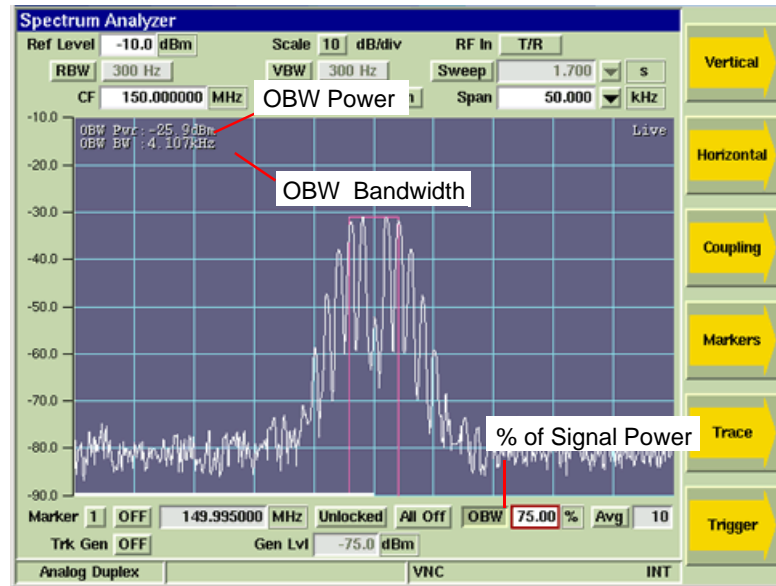 Spectrum Analyzer
Ref Level -10.0 dBm Scale 10 dB/div RF In T/R
RBW 300 Hz VBW 300 Hz Sweep 1.700 s
CF 150.000000 MHz OBW Power Span 50.000 kHz
-10.0
OBW Pwr:-25.9dBm
OBW BW :4.107kHz
Live
-20.0
OBW Bandwidth
-30.0
-40.0
-50.0
-60.0
-70.0
% of Signal Power
-80.0
-90.0
Marker 1 OFF 149.995000 MHz Unlocked All Off OBW 75.00 % Avg 10
Trk Gen OFF Gen Lvl -75.0 dBm
Analog Duplex VNC INT
Vertical
Horizontal
Coupling
Markers
Trace
Trigger